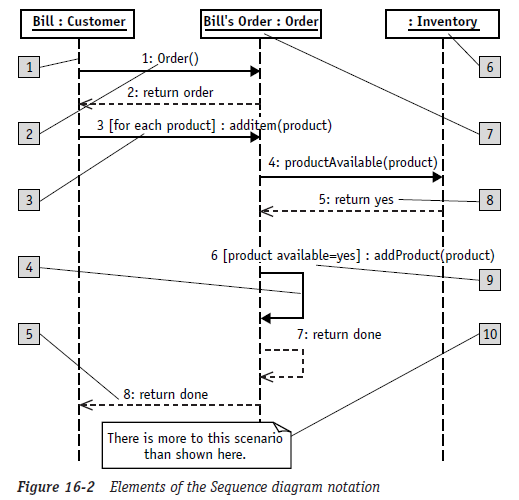 Bill : Customer
Bill's Order : Order
: Inventory
1
6
1: Order()
2: return order
2
7
3 [for each product] : additem(product)
4: productAvailable(product)
3
5: return yes
8
6 [product available=yes] : addProduct(product)
4
9
5
7: return done
10
8: return done
There is more to this scenario
than shown here.
Figure 16-2 Elements of the Sequence diagram notation